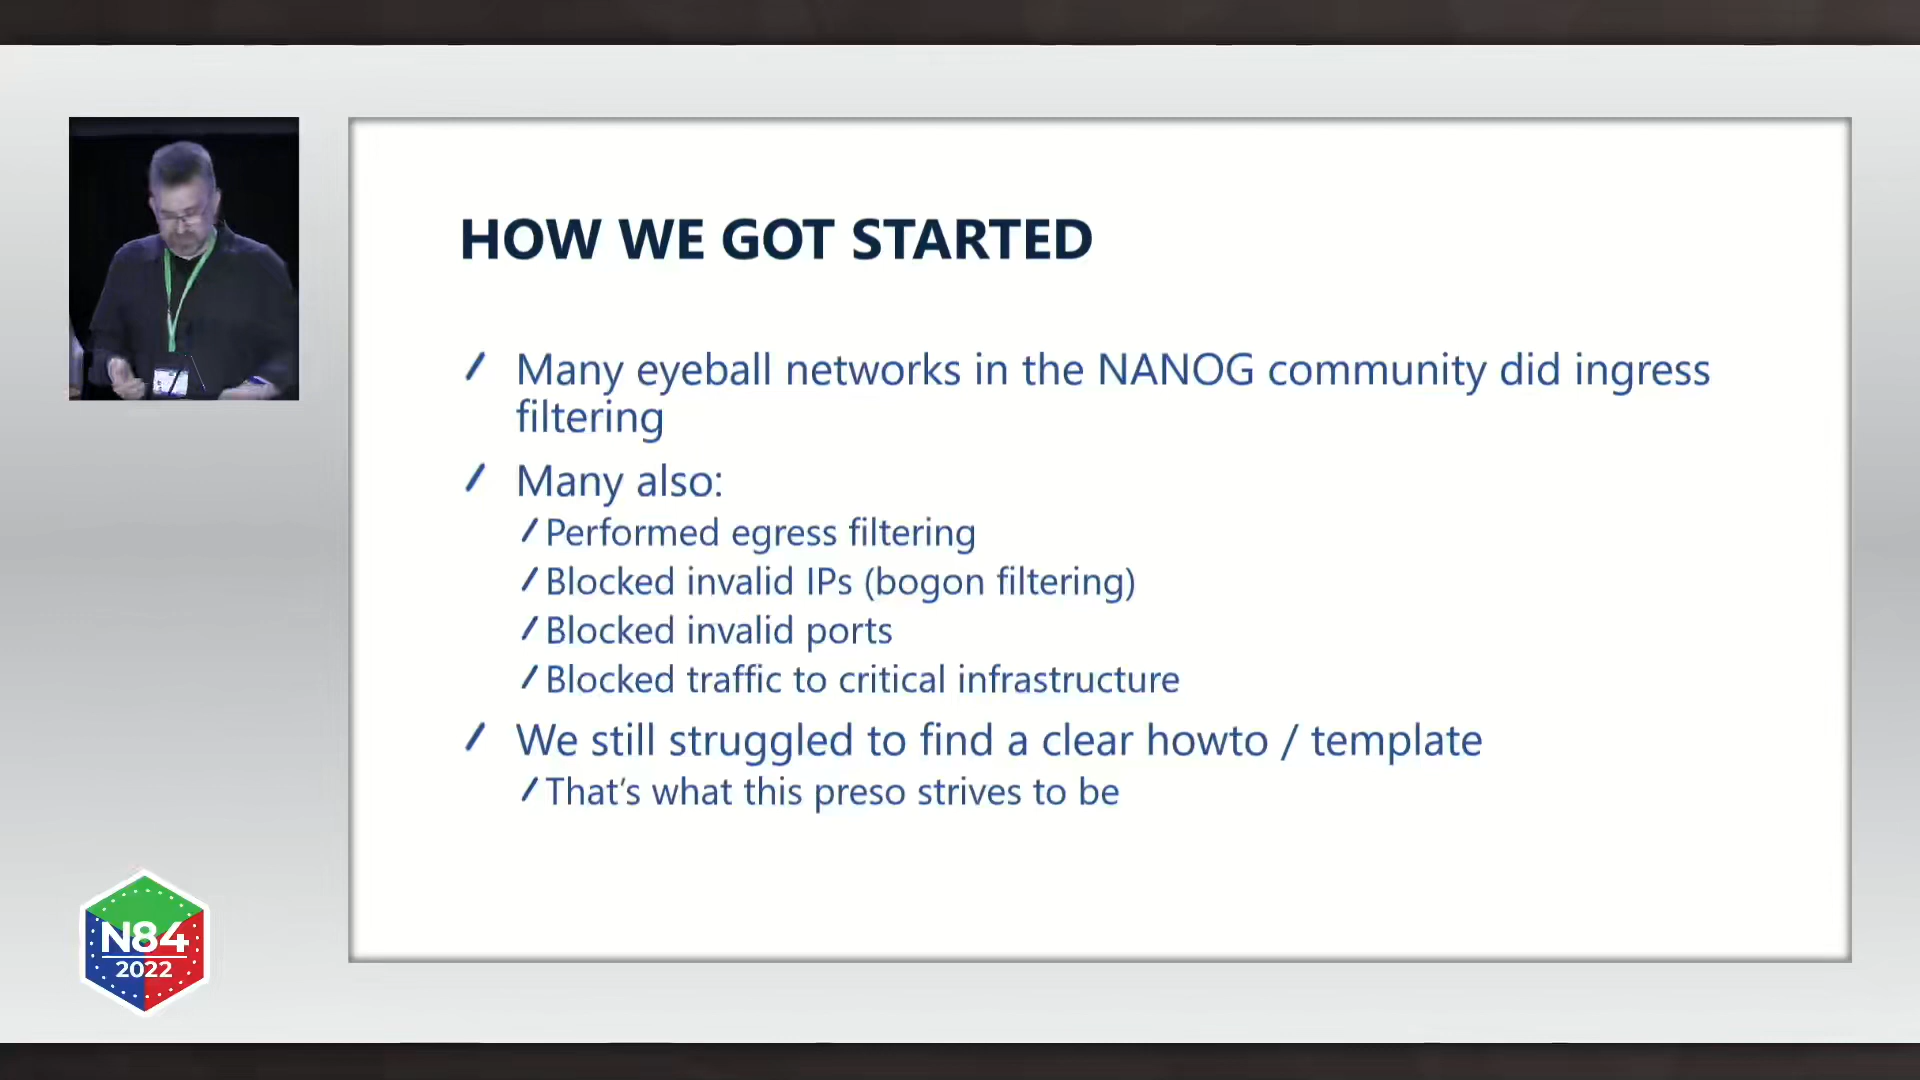 HOW WE GOT STARTED
/ Many eyeball networks in the NANOG community did ingress
filtering
/ Many also:
/ Performed egress filtering
/ Blocked invalid IPs (bogon filtering)
/ Blocked invalid ports
/ Blocked traffic to critical infrastructure
/ We still struggled to find a clear howto / template
/ That's what this preso strives to be
N84
2022